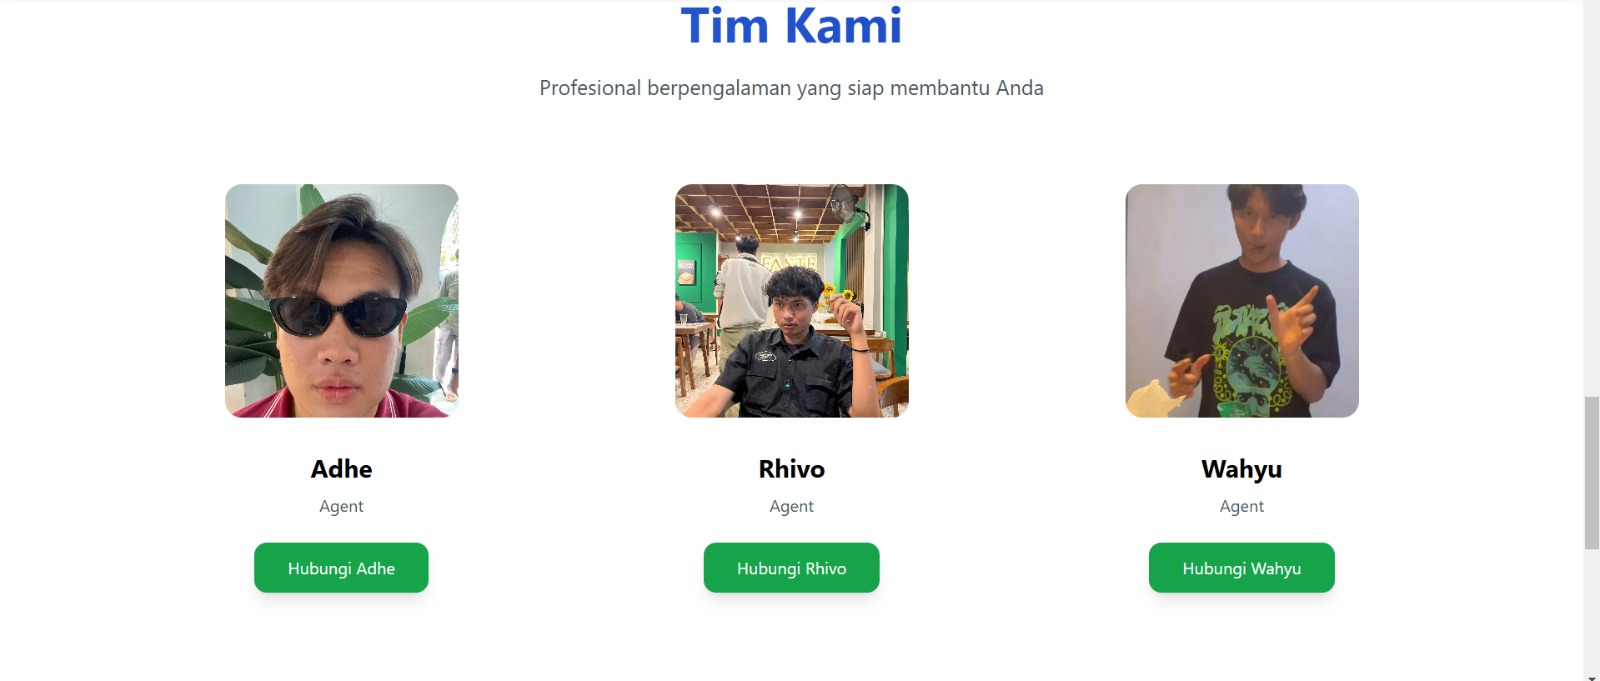 Tim Kami
Profesional berpengalaman yang siap membantu Anda
Adhe
Rhivo
Wahyu
Agent
Agent
Agent
Hubungi Adhe
Hubungi Rhivo
Hubungi Wahyu